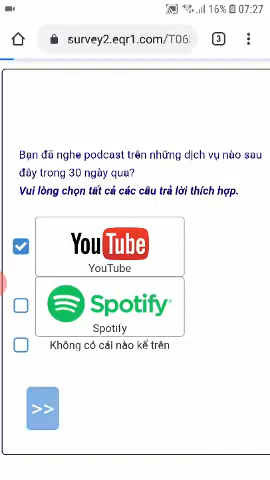 16% 07:27
survey2.eqr1.com/T06
3
Bạn đã nghe podcast trên những dịch vụ nào sau
đây trong 30 ngày qua?
Vui lòng chọn tất cả các câu trả lời thích hợp.
YouTube
YouTube
Spotify
Spotify
Không có cái nào kể trên
>>